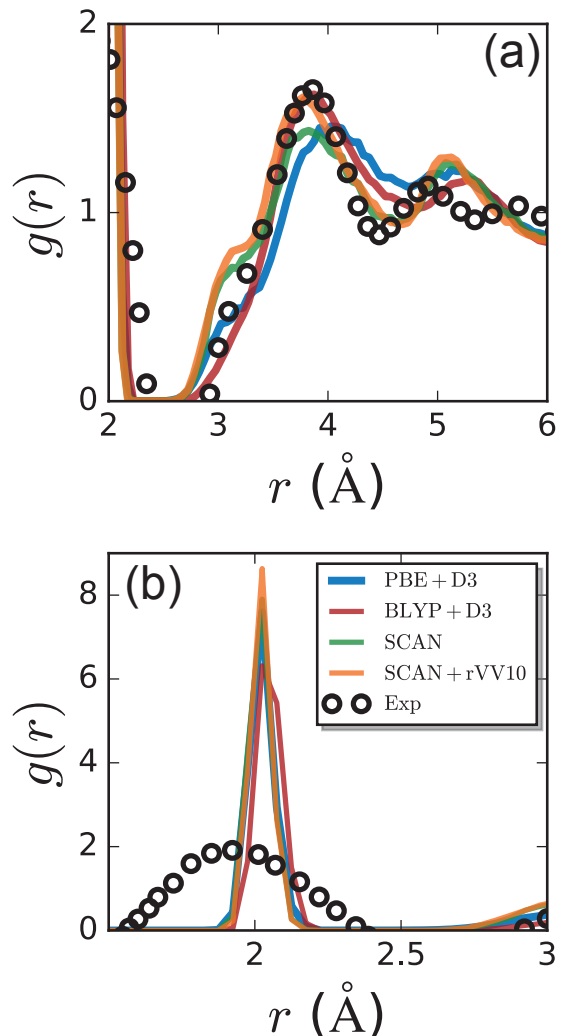 (a)
2
1
0
g(r)
2 3 4 5 6
r (Å)
(b)
8
6
4
2
0
g(r)
PBE + D3
BLYP + D3
SCAN
SCAN + rVV10
Exp
2 2.5 3
r (Å)